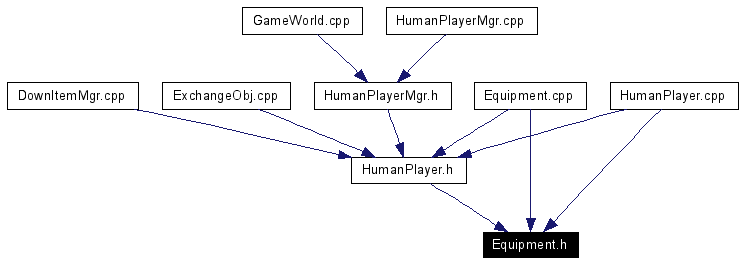 GameWorld.cpp
HumanPlayerMgr.cpp
DownItemMgr.cpp
ExchangeObj.cpp
HumanPlayerMgr.h
Equipment.cpp
HumanPlayer.cpp
HumanPlayer.h
Equipment.h